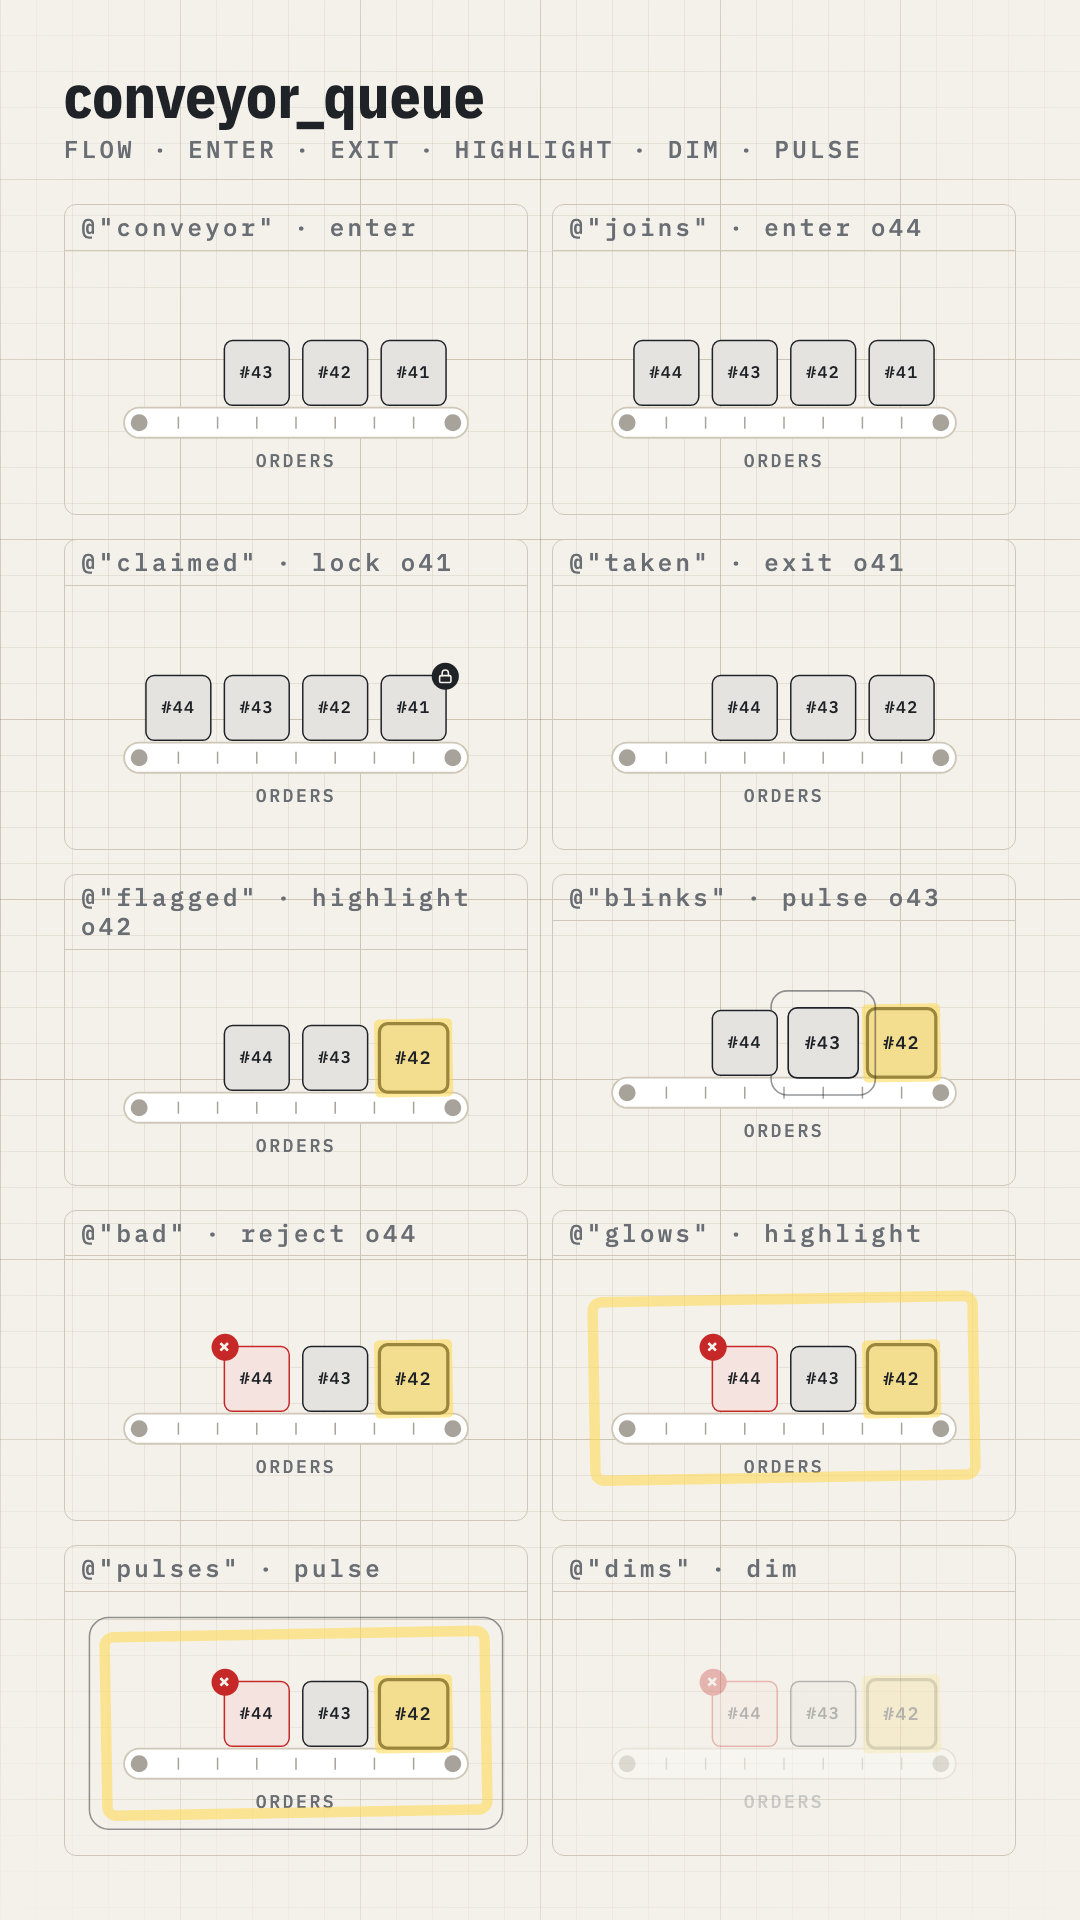 conveyor_queue
FLOW · ENTER · EXIT · HIGHLIGHT · DIM · PULSE
@"conveyor" · enter
#43 #42 #41
ORDERS
@"joins" · enter o44
#44 #43 #42 #41
ORDERS
@"claimed" · lock o41
#44 #43 #42 #41
ORDERS
@"taken" · exit o41
#44 #43 #42
ORDERS
@"flagged" · highlight
o42
#44 #43 #42
ORDERS
@"blinks" · pulse o43
#44 #43 #42
ORDERS
@"bad" · reject o44
#44 #43 #42
ORDERS
@"glows" · highlight
#44 #43 #42
ORDERS
@"pulses" · pulse
#44 #43 #42
ORDERS
@"dims" · dim
#44 #43 #42
ORDERS